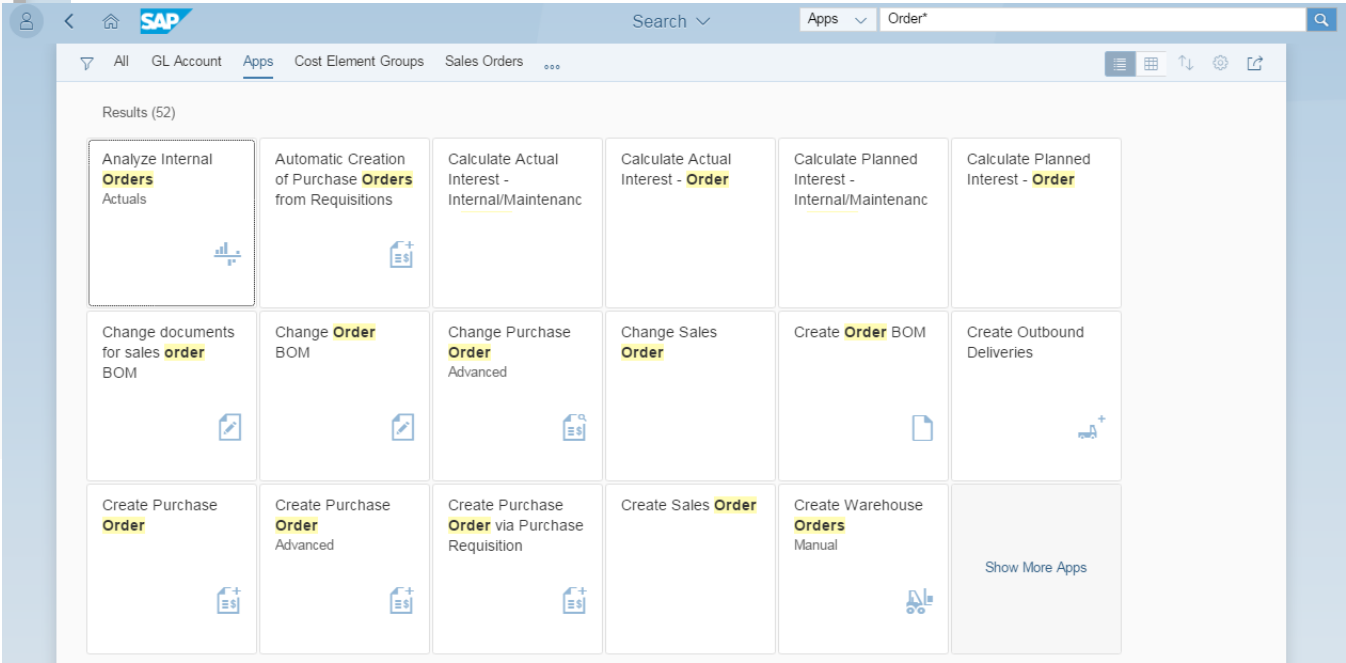 SAP
Search
Apps
Order*
All
GL Account
Apps
Cost Element Groups
Sales Orders
Results (52)
Analyze Internal
Orders
Actuals
Automatic Creation
of Purchase Orders
from Requisitions
Calculate Actual
Interest -
Internal/Maintenanc
Calculate Actual
Interest - Order
Calculate Planned
Interest -
Internal/Maintenanc
Calculate Planned
Interest - Order
Change documents
for sales order
BOM
Change Order
BOM
Change Purchase
Order
Advanced
Change Sales
Order
Create Order BOM
Create Outbound
Deliveries
Create Purchase
Order
Create Purchase
Order
Advanced
Create Purchase
Order via Purchase
Requisition
Create Sales Order
Create Warehouse
Orders
Manual
Show More Apps